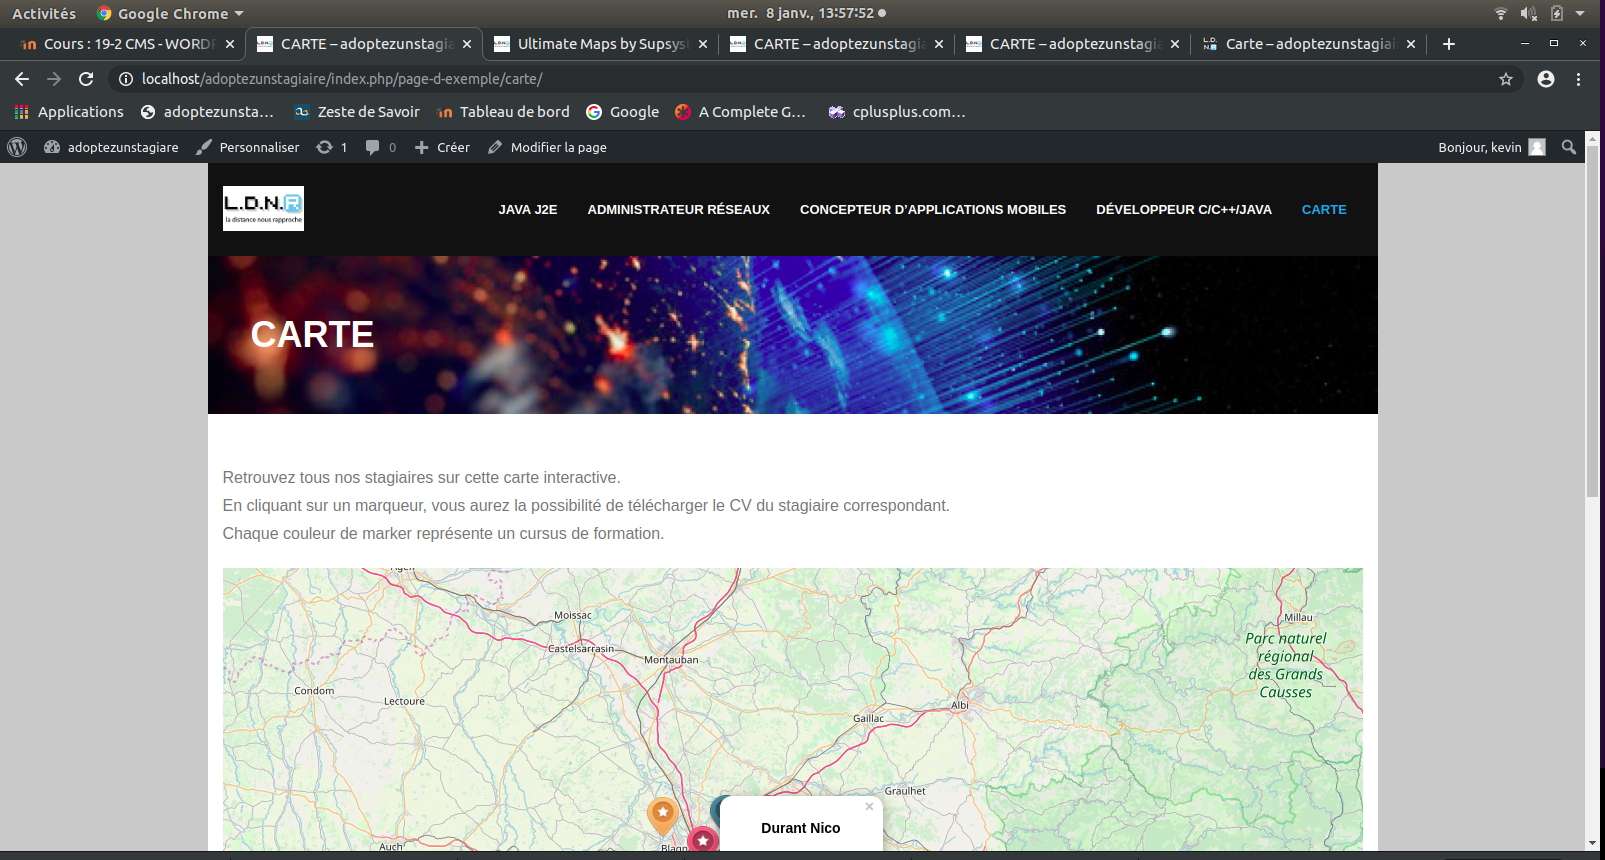 Activités
Google Chrome
mer. 8 janv., 13:57:52
Cours : 19-2 CMS - WORDP
CARTE – adoptezunstagia
Ultimate Maps by Supsyst
CARTE – adoptezunstagia
CARTE – adoptezunstagia
Carte – adoptezunstagiai
localhost/adoptezunstagiaire/index.php/page-d-exemple/carte/
Applications
adoptezunsta…
Zeste de Savoir
Tableau de bord
Google
A Complete G…
cplusplus.com…
adoptezunstagiare
Personnaliser
1
0
Créer
Modifier la page
Bonjour, kevin
L.D.N.R
la distance nous rapproche
JAVA J2E
ADMINISTRATEUR RÉSEAUX
CONCEPTEUR D’APPLICATIONS MOBILES
DÉVELOPPEUR C/C++/JAVA
CARTE
CARTE
Retrouvez tous nos stagiaires sur cette carte interactive.
En cliquant sur un marqueur, vous aurez la possibilité de télécharger le CV du stagiaire correspondant.
Chaque couleur de marker représente un cursus de formation.
Agen
Moissac
Millau
Parc naturel
régional
des Grands
Causses
Castelsarrasin
Montauban
Condom
Lectoure
Albi
Gaillac
Graulhet
Durant Nico
Auch
Blagn